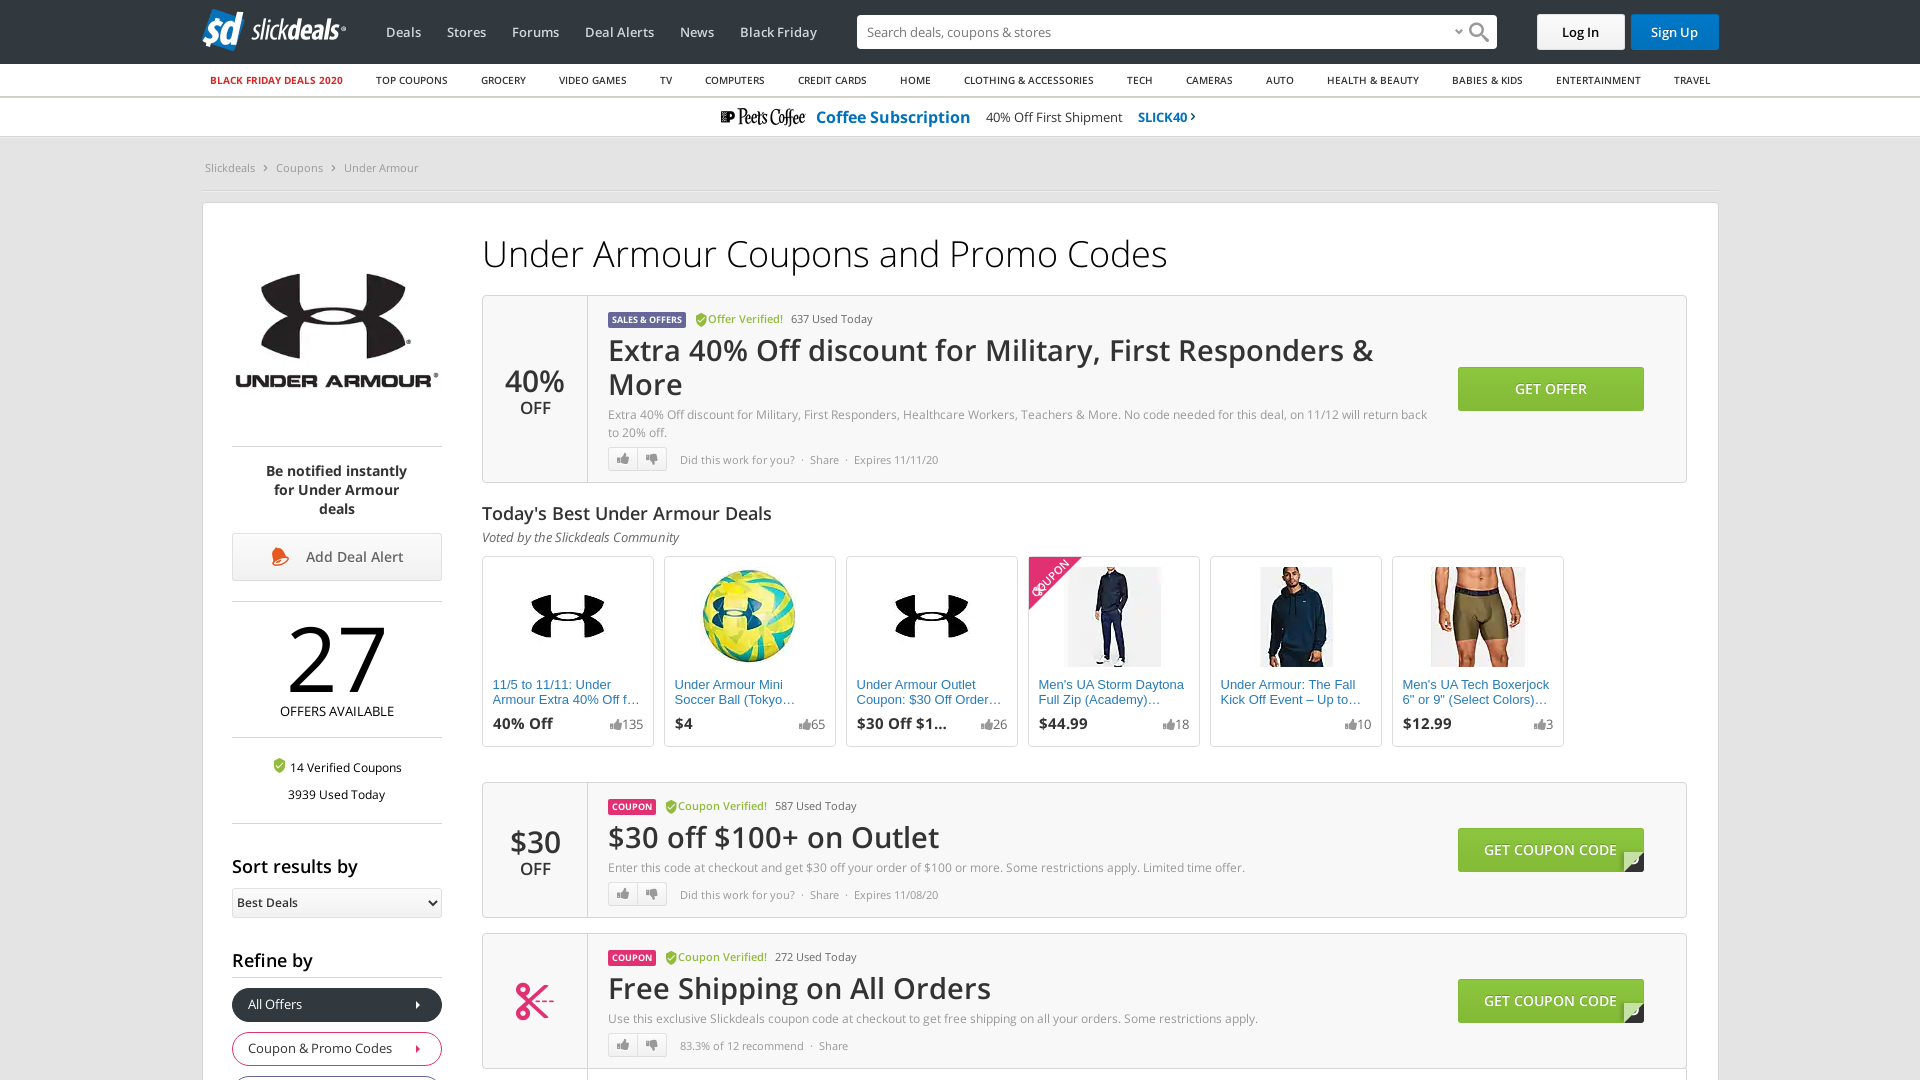 slickdeals
Deals
Stores
Forums
Deal Alerts
News
Black Friday
Search deals, coupons & stores
Log In
Sign Up
BLACK FRIDAY DEALS 2020
TOP COUPONS
GROCERY
VIDEO GAMES
TV
COMPUTERS
CREDIT CARDS
HOME
CLOTHING & ACCESSORIES
TECH
CAMERAS
AUTO
HEALTH & BEAUTY
BABIES & KIDS
ENTERTAINMENT
TRAVEL
Peet's Coffee
Coffee Subscription
40% Off First Shipment
SLICK40
Slickdeals
Coupons
Under Armour
UNDER ARMOUR
Be notified instantly
for Under Armour
deals
Add Deal Alert
27
OFFERS AVAILABLE
14 Verified Coupons
3939 Used Today
Sort results by
Best Deals
Refine by
All Offers
Coupon & Promo Codes
Under Armour Coupons and Promo Codes
40%
OFF
SALES & OFFERS
Offer Verified!
637 Used Today
Extra 40% Off discount for Military, First Responders &
More
Extra 40% Off discount for Military, First Responders, Healthcare Workers, Teachers & More. No code needed for this deal, on 11/12 will return back
to 20% off.
Did this work for you? · Share · Expires 11/11/20
GET OFFER
Today's Best Under Armour Deals
Voted by the Slickdeals Community
11/5 to 11/11: Under
Armour Extra 40% Off f…
40% Off
135
Under Armour Mini
Soccer Ball (Tokyo…
$4
65
Under Armour Outlet
Coupon: $30 Off Order…
$30 Off $1…
26
COUPON
Men's UA Storm Daytona
Full Zip (Academy)…
$44.99
18
Under Armour: The Fall
Kick Off Event – Up to…
10
Men's UA Tech Boxerjock
6" or 9" (Select Colors)…
$12.99
3
$30
OFF
COUPON
Coupon Verified!
587 Used Today
$30 off $100+ on Outlet
Enter this code at checkout and get $30 off your order of $100 or more. Some restrictions apply. Limited time offer.
Did this work for you? · Share · Expires 11/08/20
GET COUPON CODE
COUPON
Coupon Verified!
272 Used Today
Free Shipping on All Orders
Use this exclusive Slickdeals coupon code at checkout to get free shipping on all your orders. Some restrictions apply.
83.3% of 12 recommend · Share
GET COUPON CODE